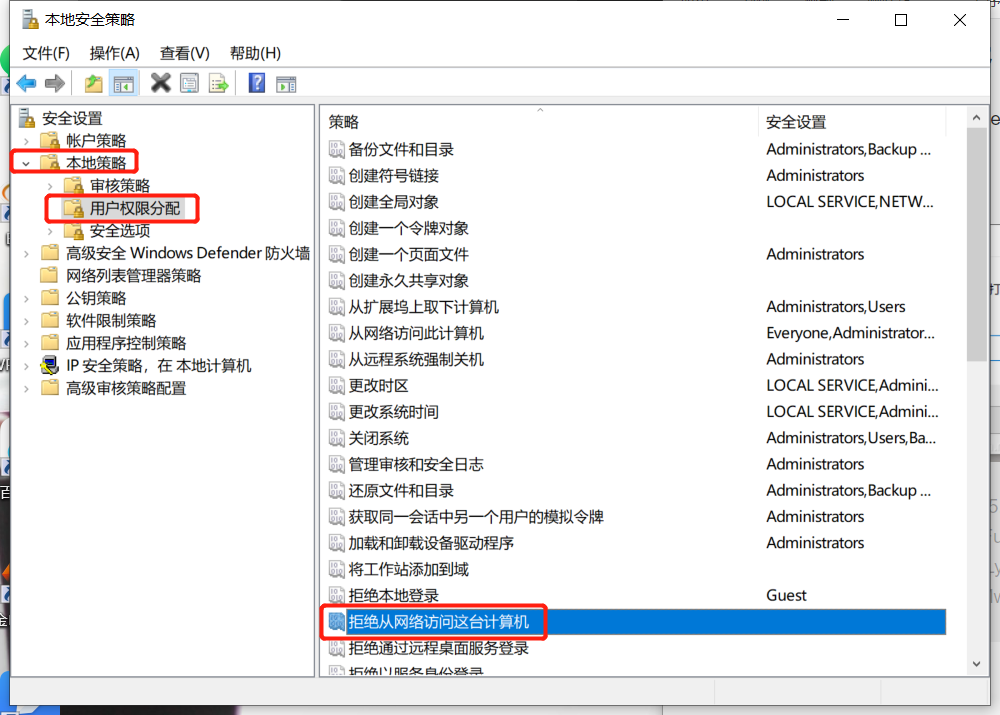 本地安全策略
文件(F) 操作(A) 查看(V) 帮助(H)
安全设置
帐户策略
本地策略
审核策略
用户权限分配
安全选项
高级安全 Windows Defender 防火墙
网络列表管理器策略
公钥策略
软件限制策略
应用程序控制策略
IP 安全策略，在 本地计算机
高级审核策略配置
策略 安全设置
备份文件和目录 Administrators,Backup ...
创建符号链接 Administrators
创建全局对象 LOCAL SERVICE,NETW...
创建一个令牌对象
创建一个页面文件 Administrators
创建永久共享对象
从扩展坞上取下计算机 Administrators,Users
从网络访问此计算机 Everyone,Administrator...
从远程系统强制关机 Administrators
更改时区 LOCAL SERVICE,Admini...
更改系统时间 LOCAL SERVICE,Admini...
关闭系统 Administrators,Users,Ba...
管理审核和安全日志 Administrators
还原文件和目录 Administrators,Backup ...
获取同一会话中另一个用户的模拟令牌 Administrators
加载和卸载设备驱动程序 Administrators
将工作站添加到域
拒绝本地登录 Guest
拒绝从网络访问这台计算机
拒绝通过远程桌面服务登录
拒绝以服务身份登录